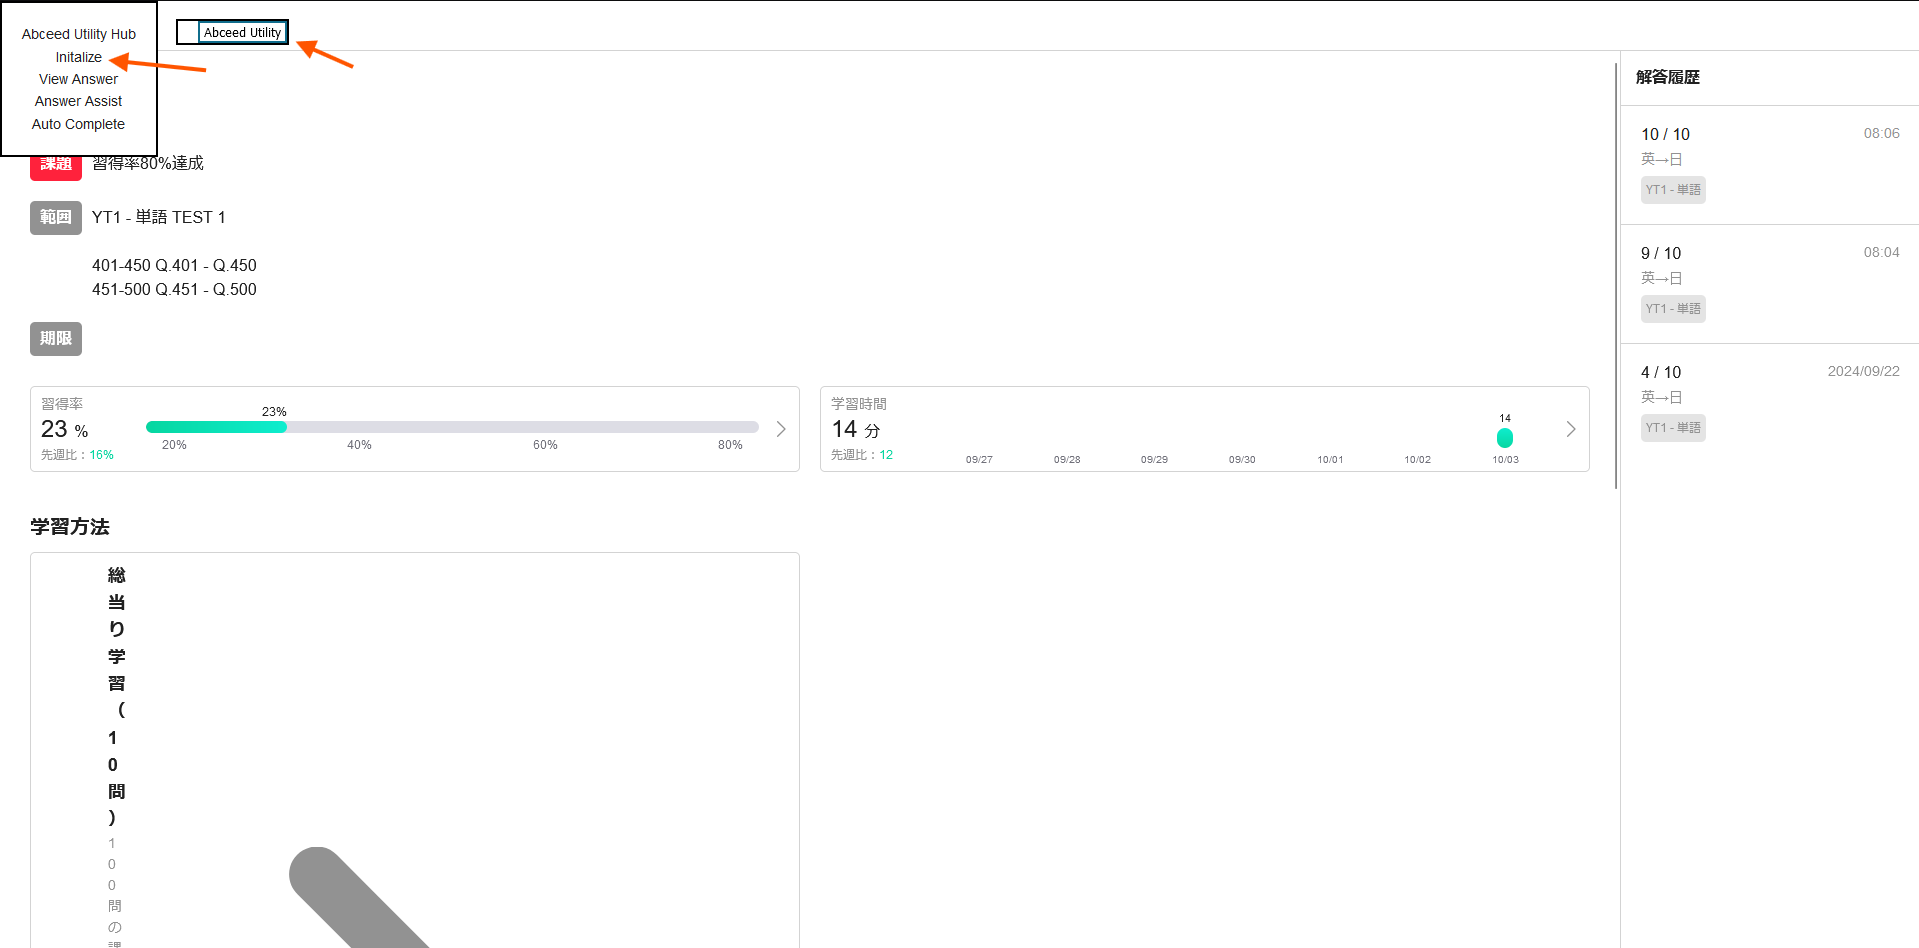 Abceed Utility Hub
Initalize
View Answer
Answer Assist
Auto Complete
Abceed Utility
課題 習得率80%達成
範囲 YT1 - 単語 TEST 1
401-450 Q.401 - Q.450
451-500 Q.451 - Q.500
期限
習得率
23 %
先週比：16%
23%
20% 40% 60% 80%
学習時間
14 分
先週比：12
14
09/27 09/28 09/29 09/30 10/01 10/02 10/03
学習方法
総
当
り
学
習
（
1
0
問
）
1
0
0
問
の
解答履歴
10 / 10 08:06
英→日
YT1 - 単語
9 / 10 08:04
英→日
YT1 - 単語
4 / 10 2024/09/22
英→日
YT1 - 単語